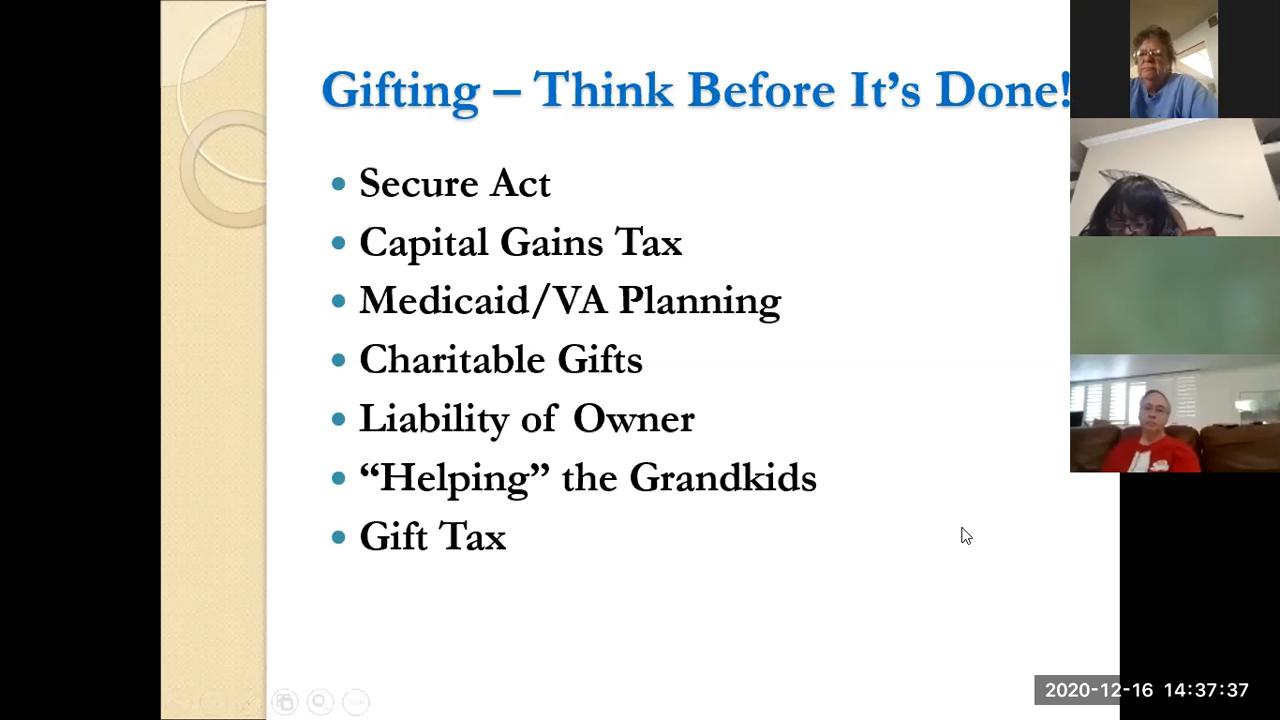 Gifting – Think Before It’s Done!
• Secure Act
• Capital Gains Tax
• Medicaid/VA Planning
• Charitable Gifts
• Liability of Owner
• “Helping” the Grandkids
• Gift Tax
2020-12-16 14:37:37